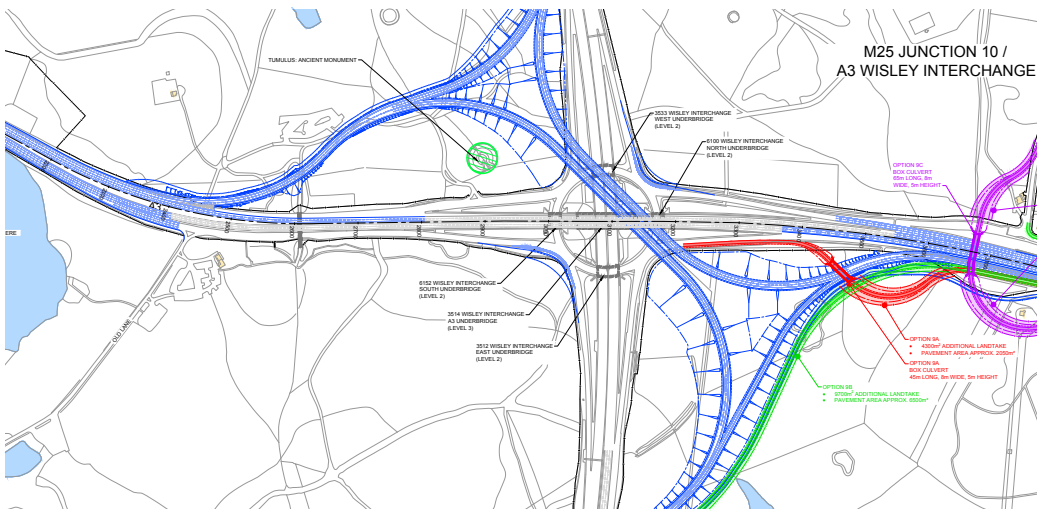 M25 JUNCTION 10 /
A3 WISLEY INTERCHANGE
TUMULUS: ANCIENT MONUMENT
3533 WISLEY INTERCHANGE
WEST UNDERBRIDGE
(LEVEL 2)
6100 WISLEY INTERCHANGE
NORTH UNDERBRIDGE
(LEVEL 2)
OPTION 9C
BOX CULVERT
65m LONG, 8m
WIDE, 5m HEIGHT
A3
ERE
6152 WISLEY INTERCHANGE
SOUTH UNDERBRIDGE
(LEVEL 2)
3514 WISLEY INTERCHANGE
A3 UNDERBRIDGE
(LEVEL 3)
3512 WISLEY INTERCHANGE
EAST UNDERBRIDGE
(LEVEL 2)
OLD LANE
OPTION 9A
• 4300m² ADDITIONAL LANDTAKE
• PAVEMENT AREA APPROX. 2050m²
OPTION 9A
BOX CULVERT
45m LONG, 8m WIDE, 5m HEIGHT
OPTION 9B
• 9700m² ADDITIONAL LANDTAKE
• PAVEMENT AREA APPROX. 6500m²